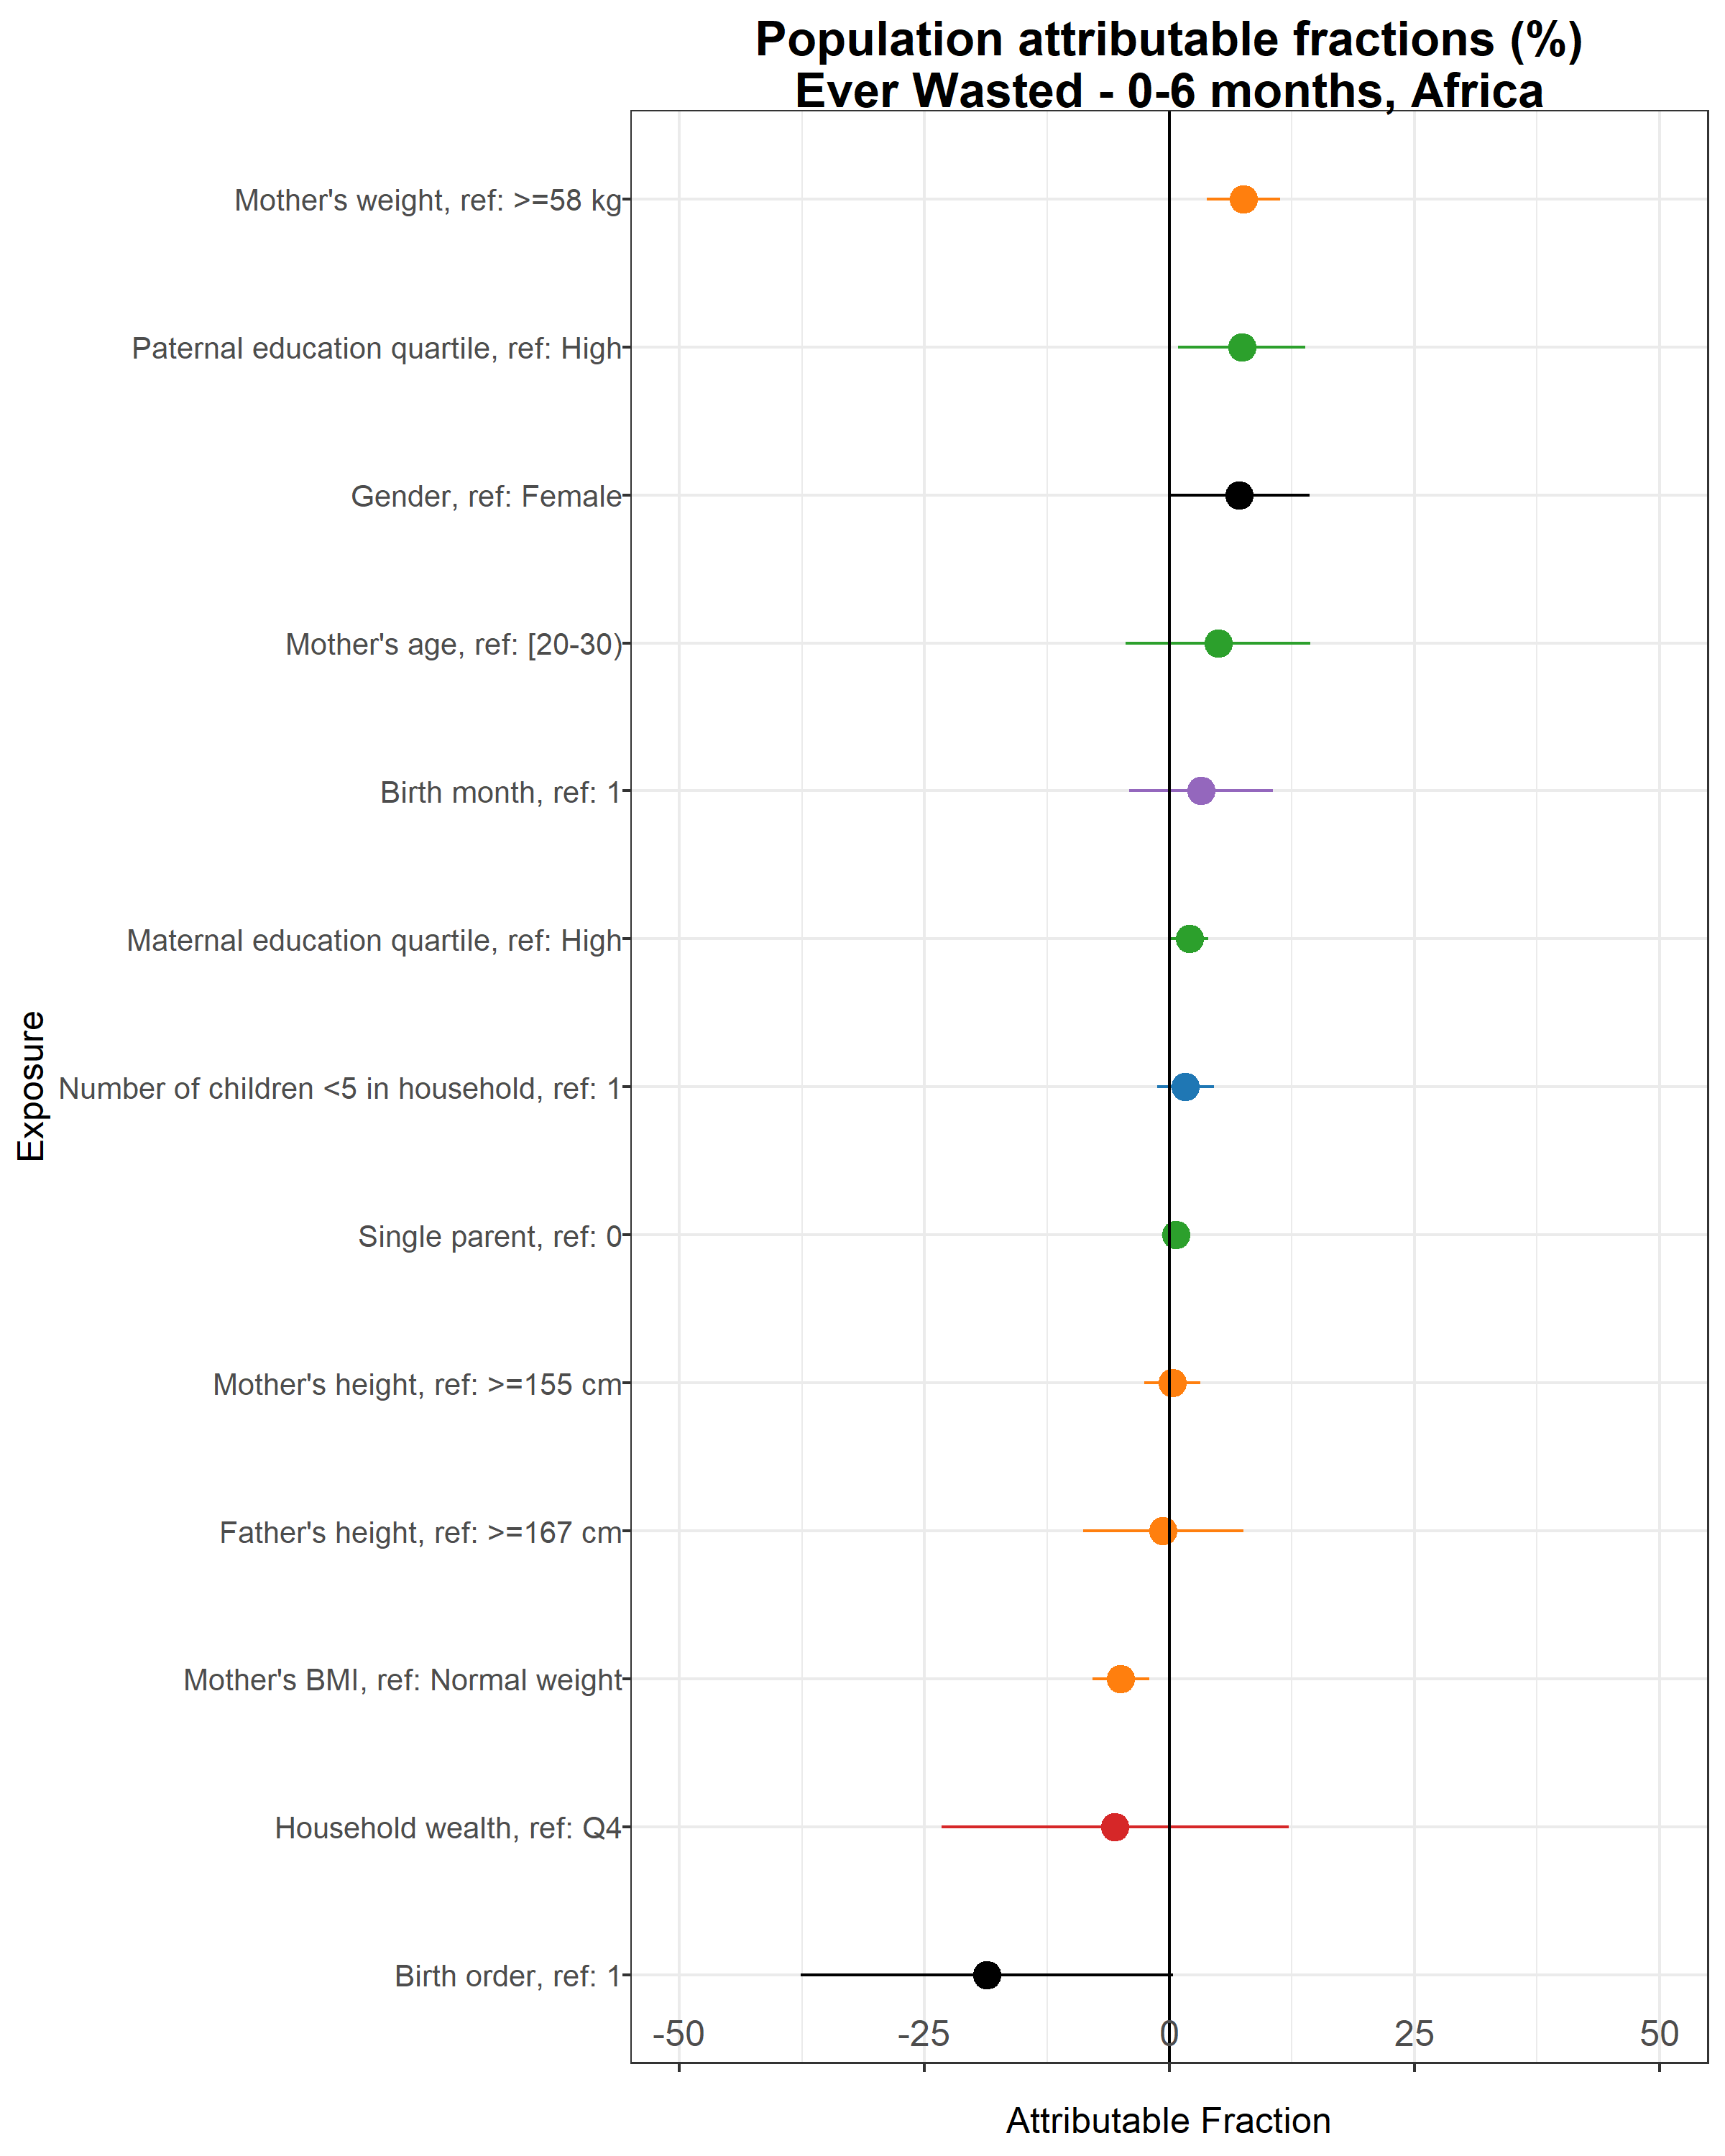 Population attributable fractions (%)
Ever Wasted - 0-6 months, Africa
Mother's weight, ref: >=58 kg
Paternal education quartile, ref: High
Gender, ref: Female
Mother's age, ref: [20-30)
Birth month, ref: 1
Maternal education quartile, ref: High
Number of children <5 in household, ref: 1
Single parent, ref: 0
Mother's height, ref: >=155 cm
Father's height, ref: >=167 cm
Mother's BMI, ref: Normal weight
Household wealth, ref: Q4
Birth order, ref: 1
Exposure
-50 -25 0 25 50
Attributable Fraction